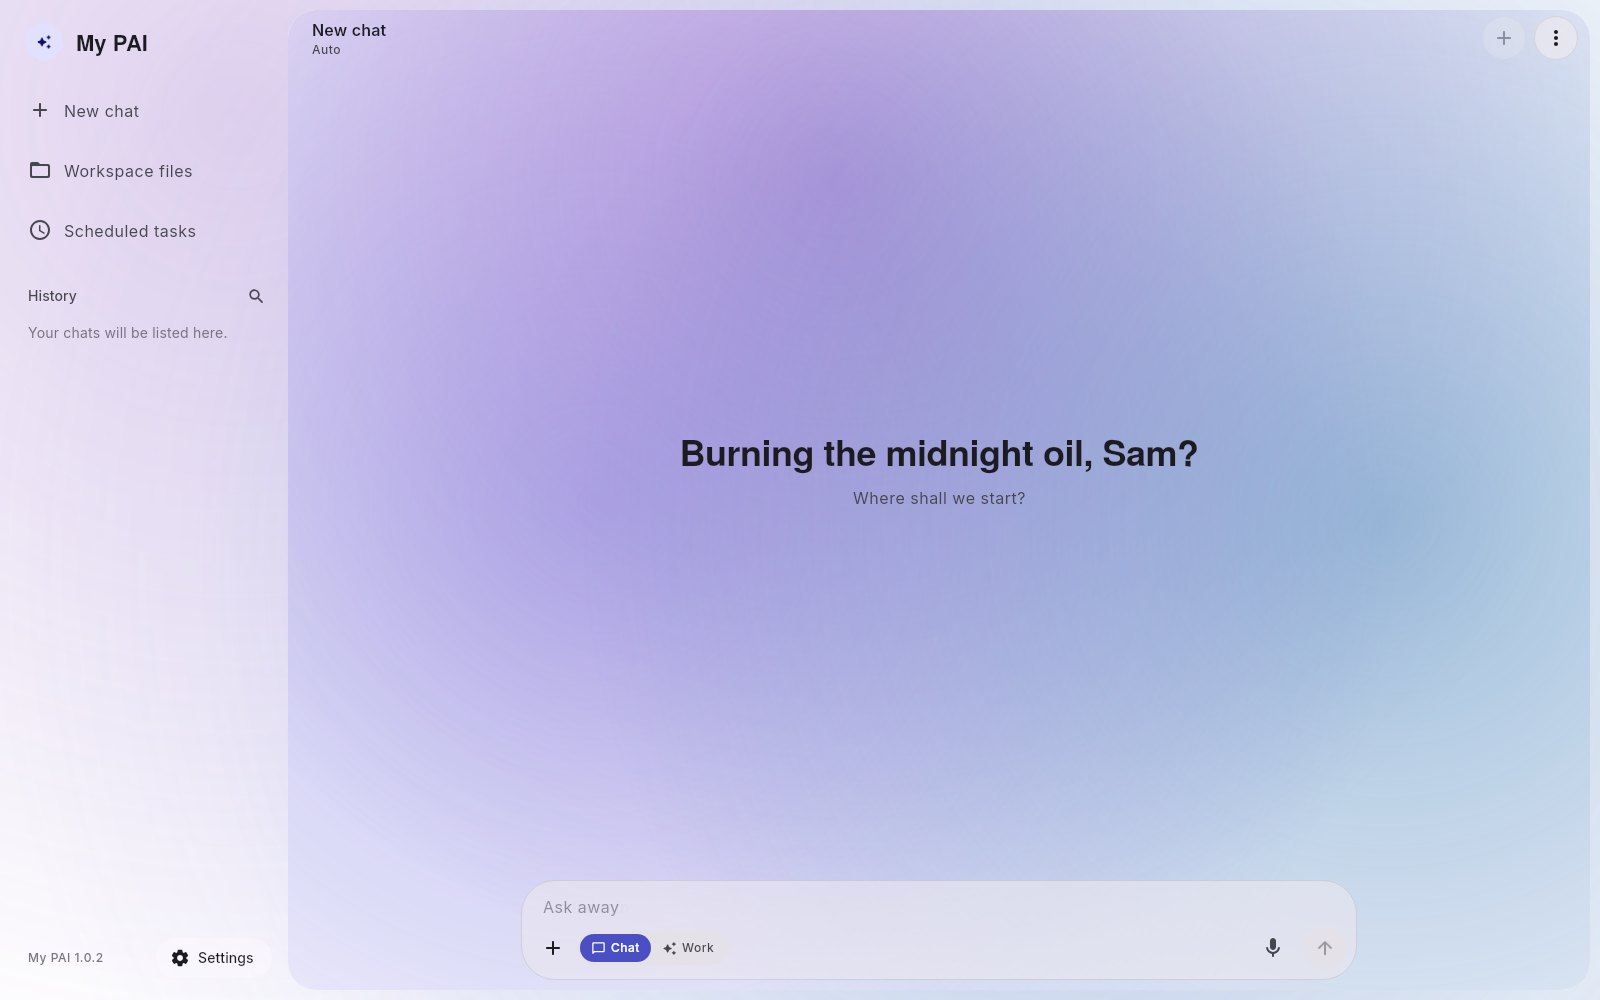 My PAI
New chat
Workspace files
Scheduled tasks
History
Your chats will be listed here.
My PAI 1.0.2
Settings
New chat
Auto
Burning the midnight oil, Sam?
Where shall we start?
Ask away
Chat
Work